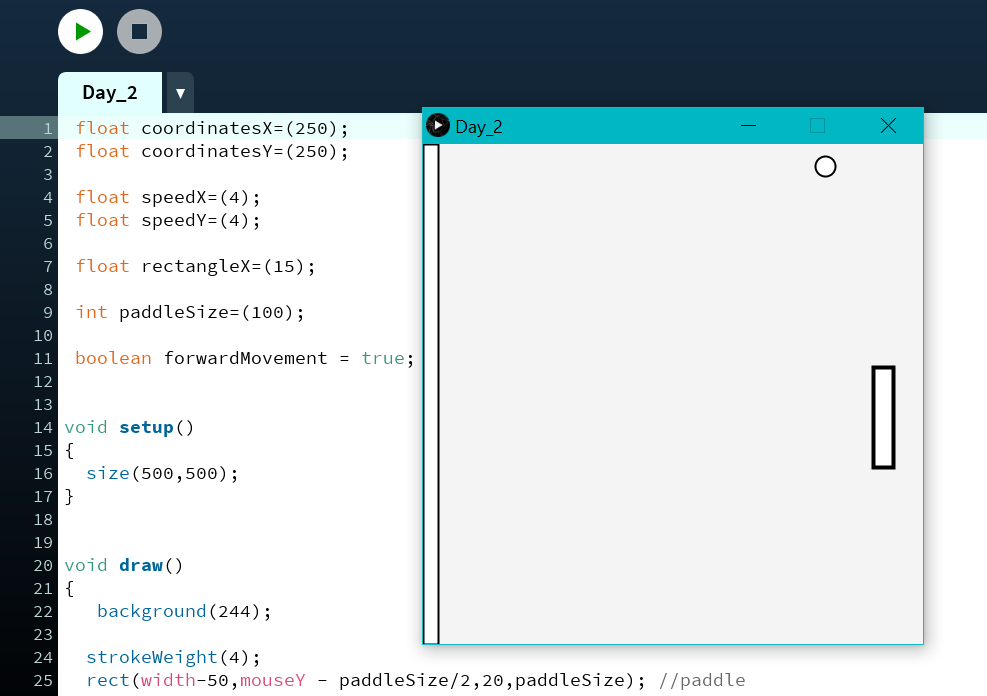 Day_2
▼
Day_2
1 float coordinatesX=(250);
2 float coordinatesY=(250);
3
4 float speedX=(4);
5 float speedY=(4);
6
7 float rectangleX=(15);
8
9 int paddleSize=(100);
10
11 boolean forwardMovement = true;
12
13
14 void setup()
15 {
16 size(500,500);
17 }
18
19
20 void draw()
21 {
22 background(244);
23
24 strokeWeight(4);
25 rect(width-50,mouseY - paddleSize/2,20,paddleSize); //paddle